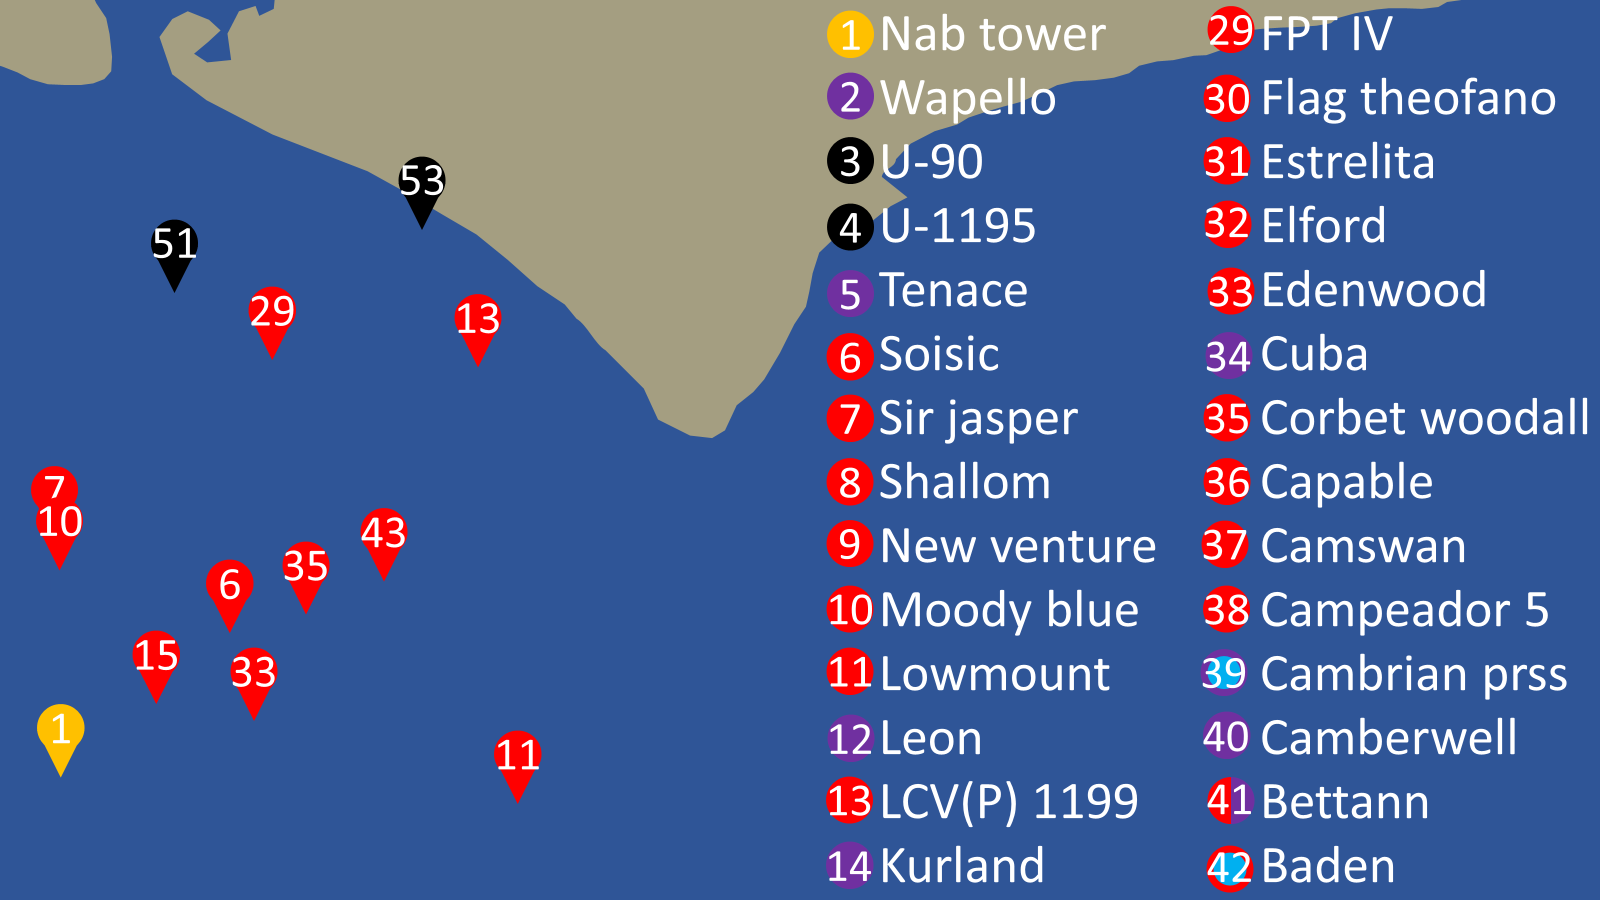 53
51
29
13
7
10
43
35
6
15
33
1
11
1 Nab tower
2 Wapello
3 U-90
4 U-1195
5 Tenace
6 Soisic
7 Sir jasper
8 Shallom
9 New venture
10 Moody blue
11 Lowmount
12 Leon
13 LCV(P) 1199
14 Kurland
29 FPT IV
30 Flag theofano
31 Estrelita
32 Elford
33 Edenwood
34 Cuba
35 Corbet woodall
36 Capable
37 Camswan
38 Campeador 5
39 Cambrian prss
40 Camberwell
41 Bettann
42 Baden